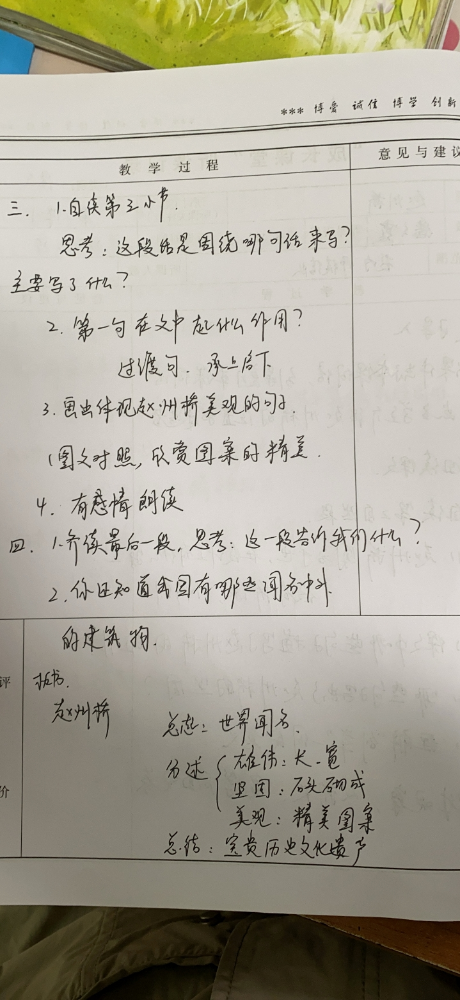 *** 博爱 诚信 博学 创新
教学过程
意见与建议
三. 1.自读第三小节.
思考：这段话是围绕哪句话来写？
主要写了什么？
2. 第一句在文中起什么作用？
过渡句. 承上启下
3. 画出体现赵州桥美观的句子.
(图文对照, 欣赏图案的精美.
4. 有感情朗读
四. 1.齐读最后一段, 思考：这一段告诉我们什么？
2. 你还知道我国有哪些闻名中外
的建筑物.
评
价
板书.
赵州桥
总起：世界闻名.
分述
雄伟：长、宽
坚固：石头砌成
美观：精美图案
总结：宝贵历史文化遗产